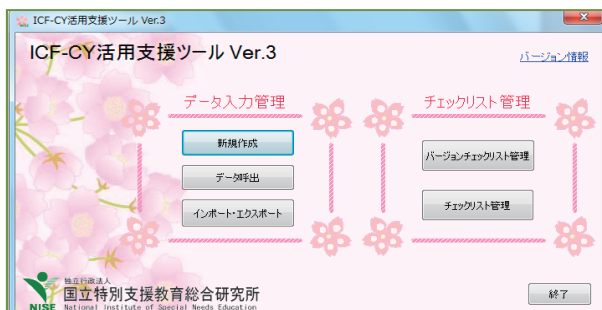 ICF-CY活用支援ツール Ver.3
ICF-CY活用支援ツール Ver.3
バージョン情報
データ入力管理
新規作成
データ呼出
インポート・エクスポート
チェックリスト管理
バージョンチェックリスト管理
チェックリスト管理
独立行政法人
国立特別支援教育総合研究所
NISE National Institute of Special Needs Education
終了